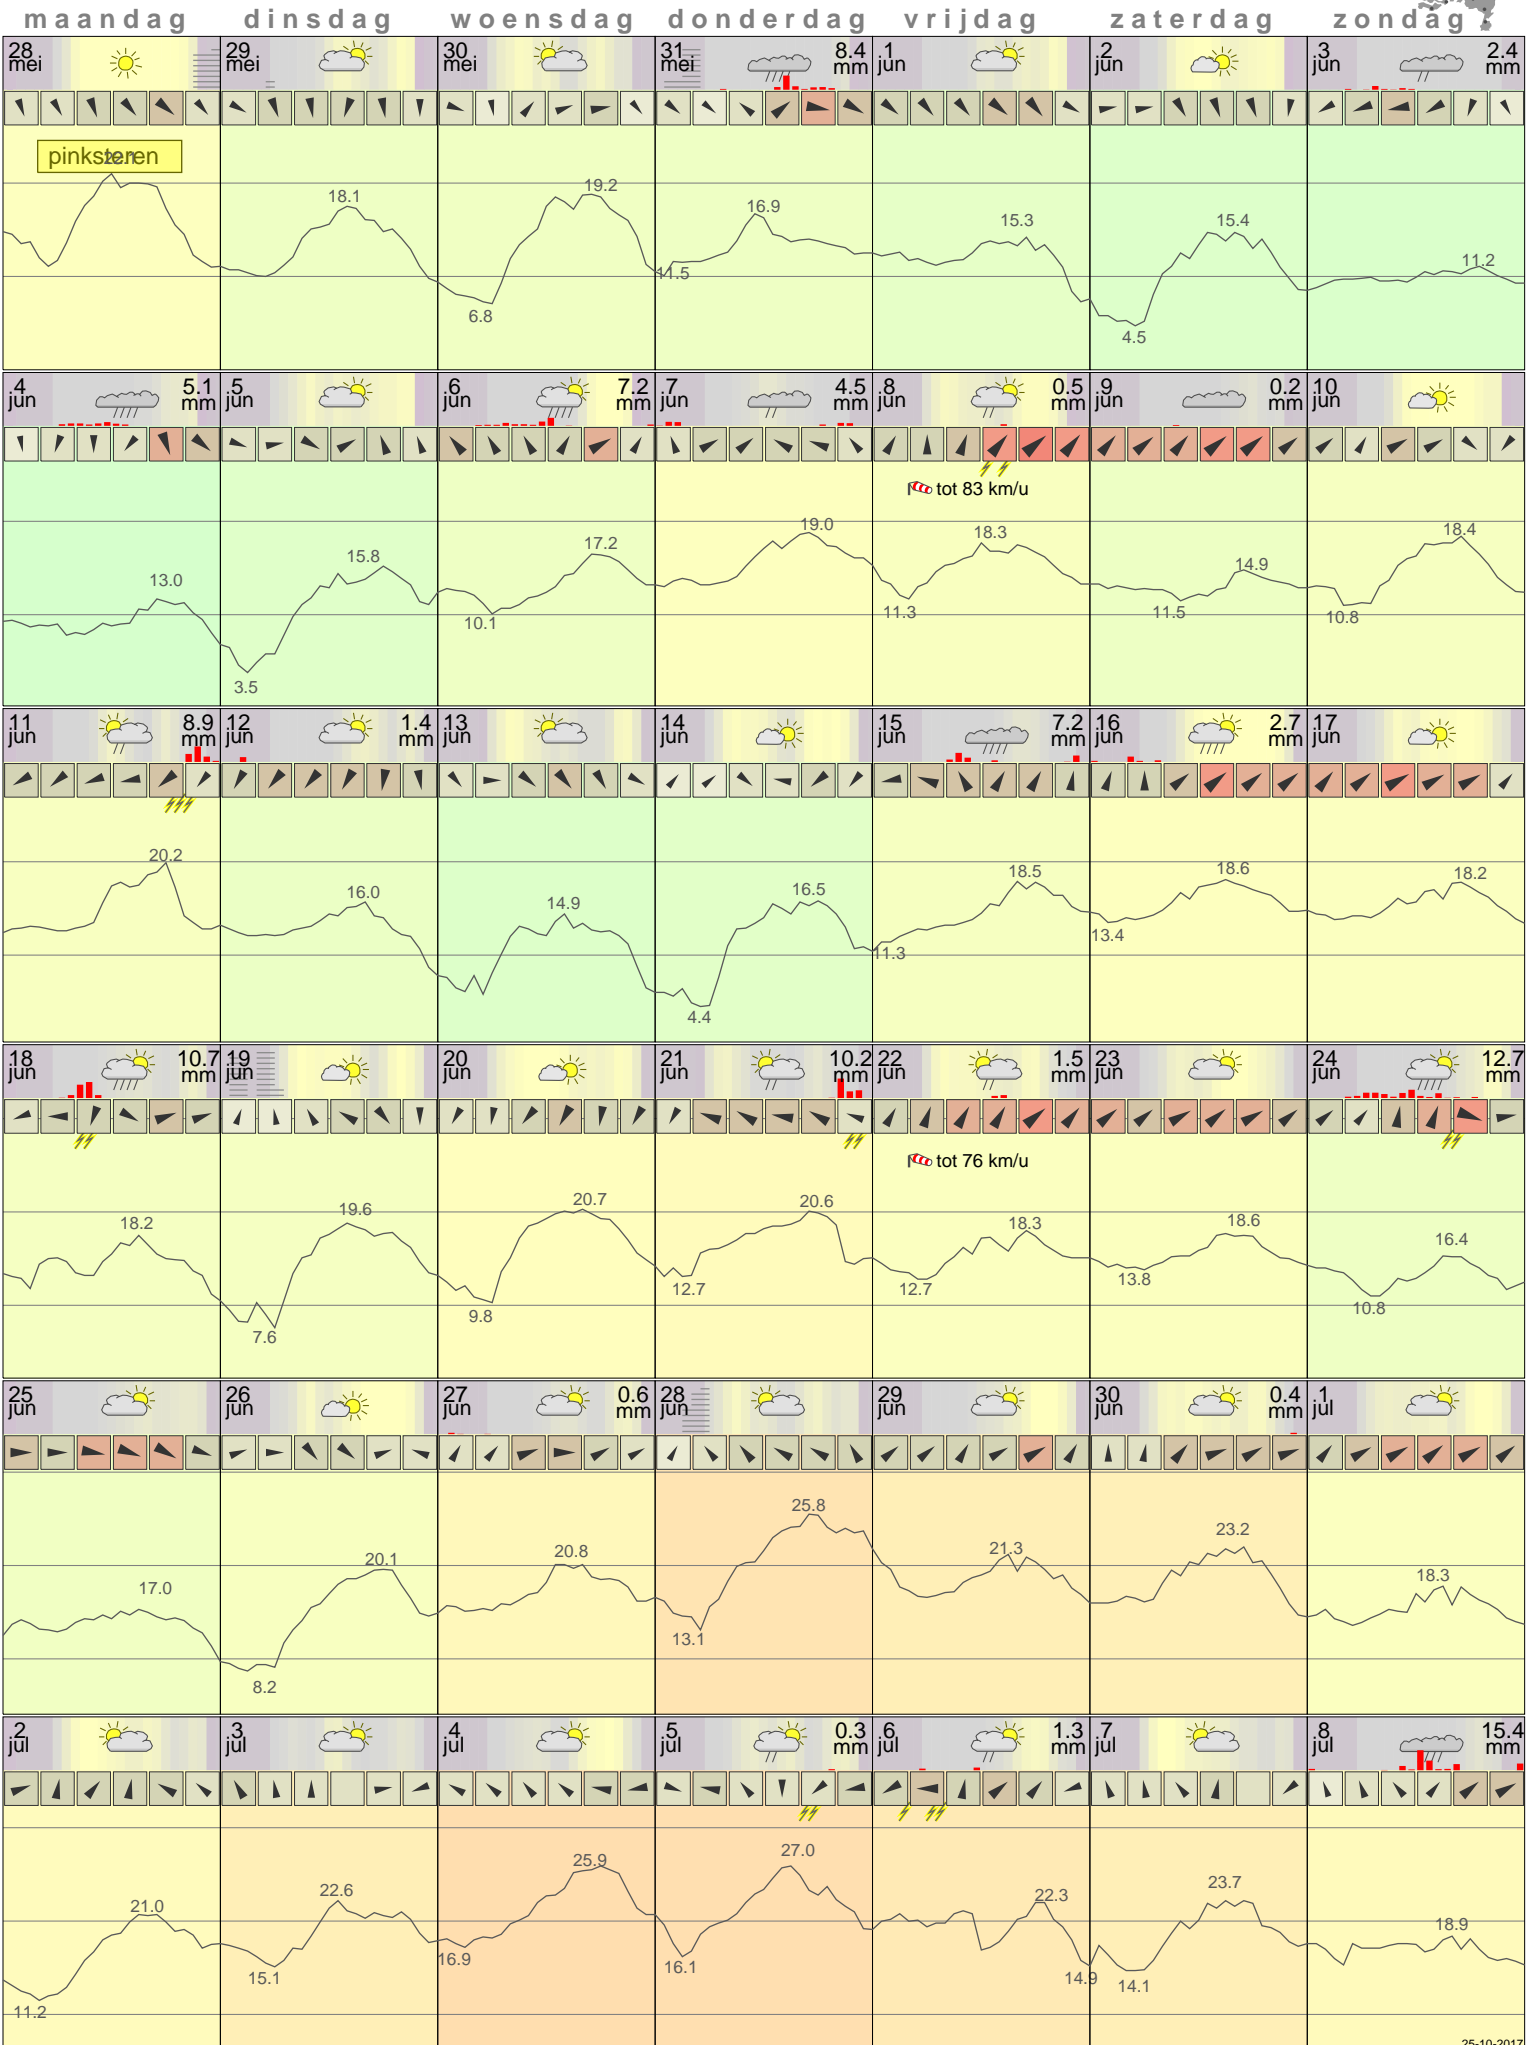 maandag dinsdag woensdag donderdag vrijdag zaterdag zondag
28 29 30 31 8.4 1 2 3 2.4
mei mei mei mei mm jun jun jun mm
pinksteren
19.2
18.1 16.9
15.3 15.4
11.5 11.2
6.8
4.5
4 5.1 5 6 7.2 7 4.5 8 0.5 9 0.2 10
jun mm jun jun mm jun mm jun mm jun mm jun
tot 83 km/u
19.0
18.3 18.4
17.2
15.8 14.9
13.0
11.3 11.5
10.1 10.8
3.5
11 8.9 12 1.4 13 14 15 7.2 16 2.7 17
jun mm jun mm jun jun jun mm jun mm jun
20.2
18.5 18.6 18.2
16.0 16.5
14.9
13.4
11.3
4.4
18 10.7 19 20 21 10.2 22 1.5 23 24 12.7
jun mm jun jun jun mm jun mm jun jun mm
tot 76 km/u
20.7 20.6
19.6
18.2 18.3 18.6
16.4
12.7 12.7 13.8
10.8
9.8
7.6
25 26 27 0.6 28 29 30 0.4 1
jun jun jun mm jun jun jun mm jul
25.8
23.2
21.3
20.1 20.8
17.0 18.3
13.1
8.2
2 3 4 5 0.3 6 1.3 7 8 15.4
jul jul jul jul mm jul mm jul jul mm
27.0
25.9
22.6 22.3 23.7
21.0
18.9
16.9 16.1
15.1 14.9 14.1
11.2
25-10-2017